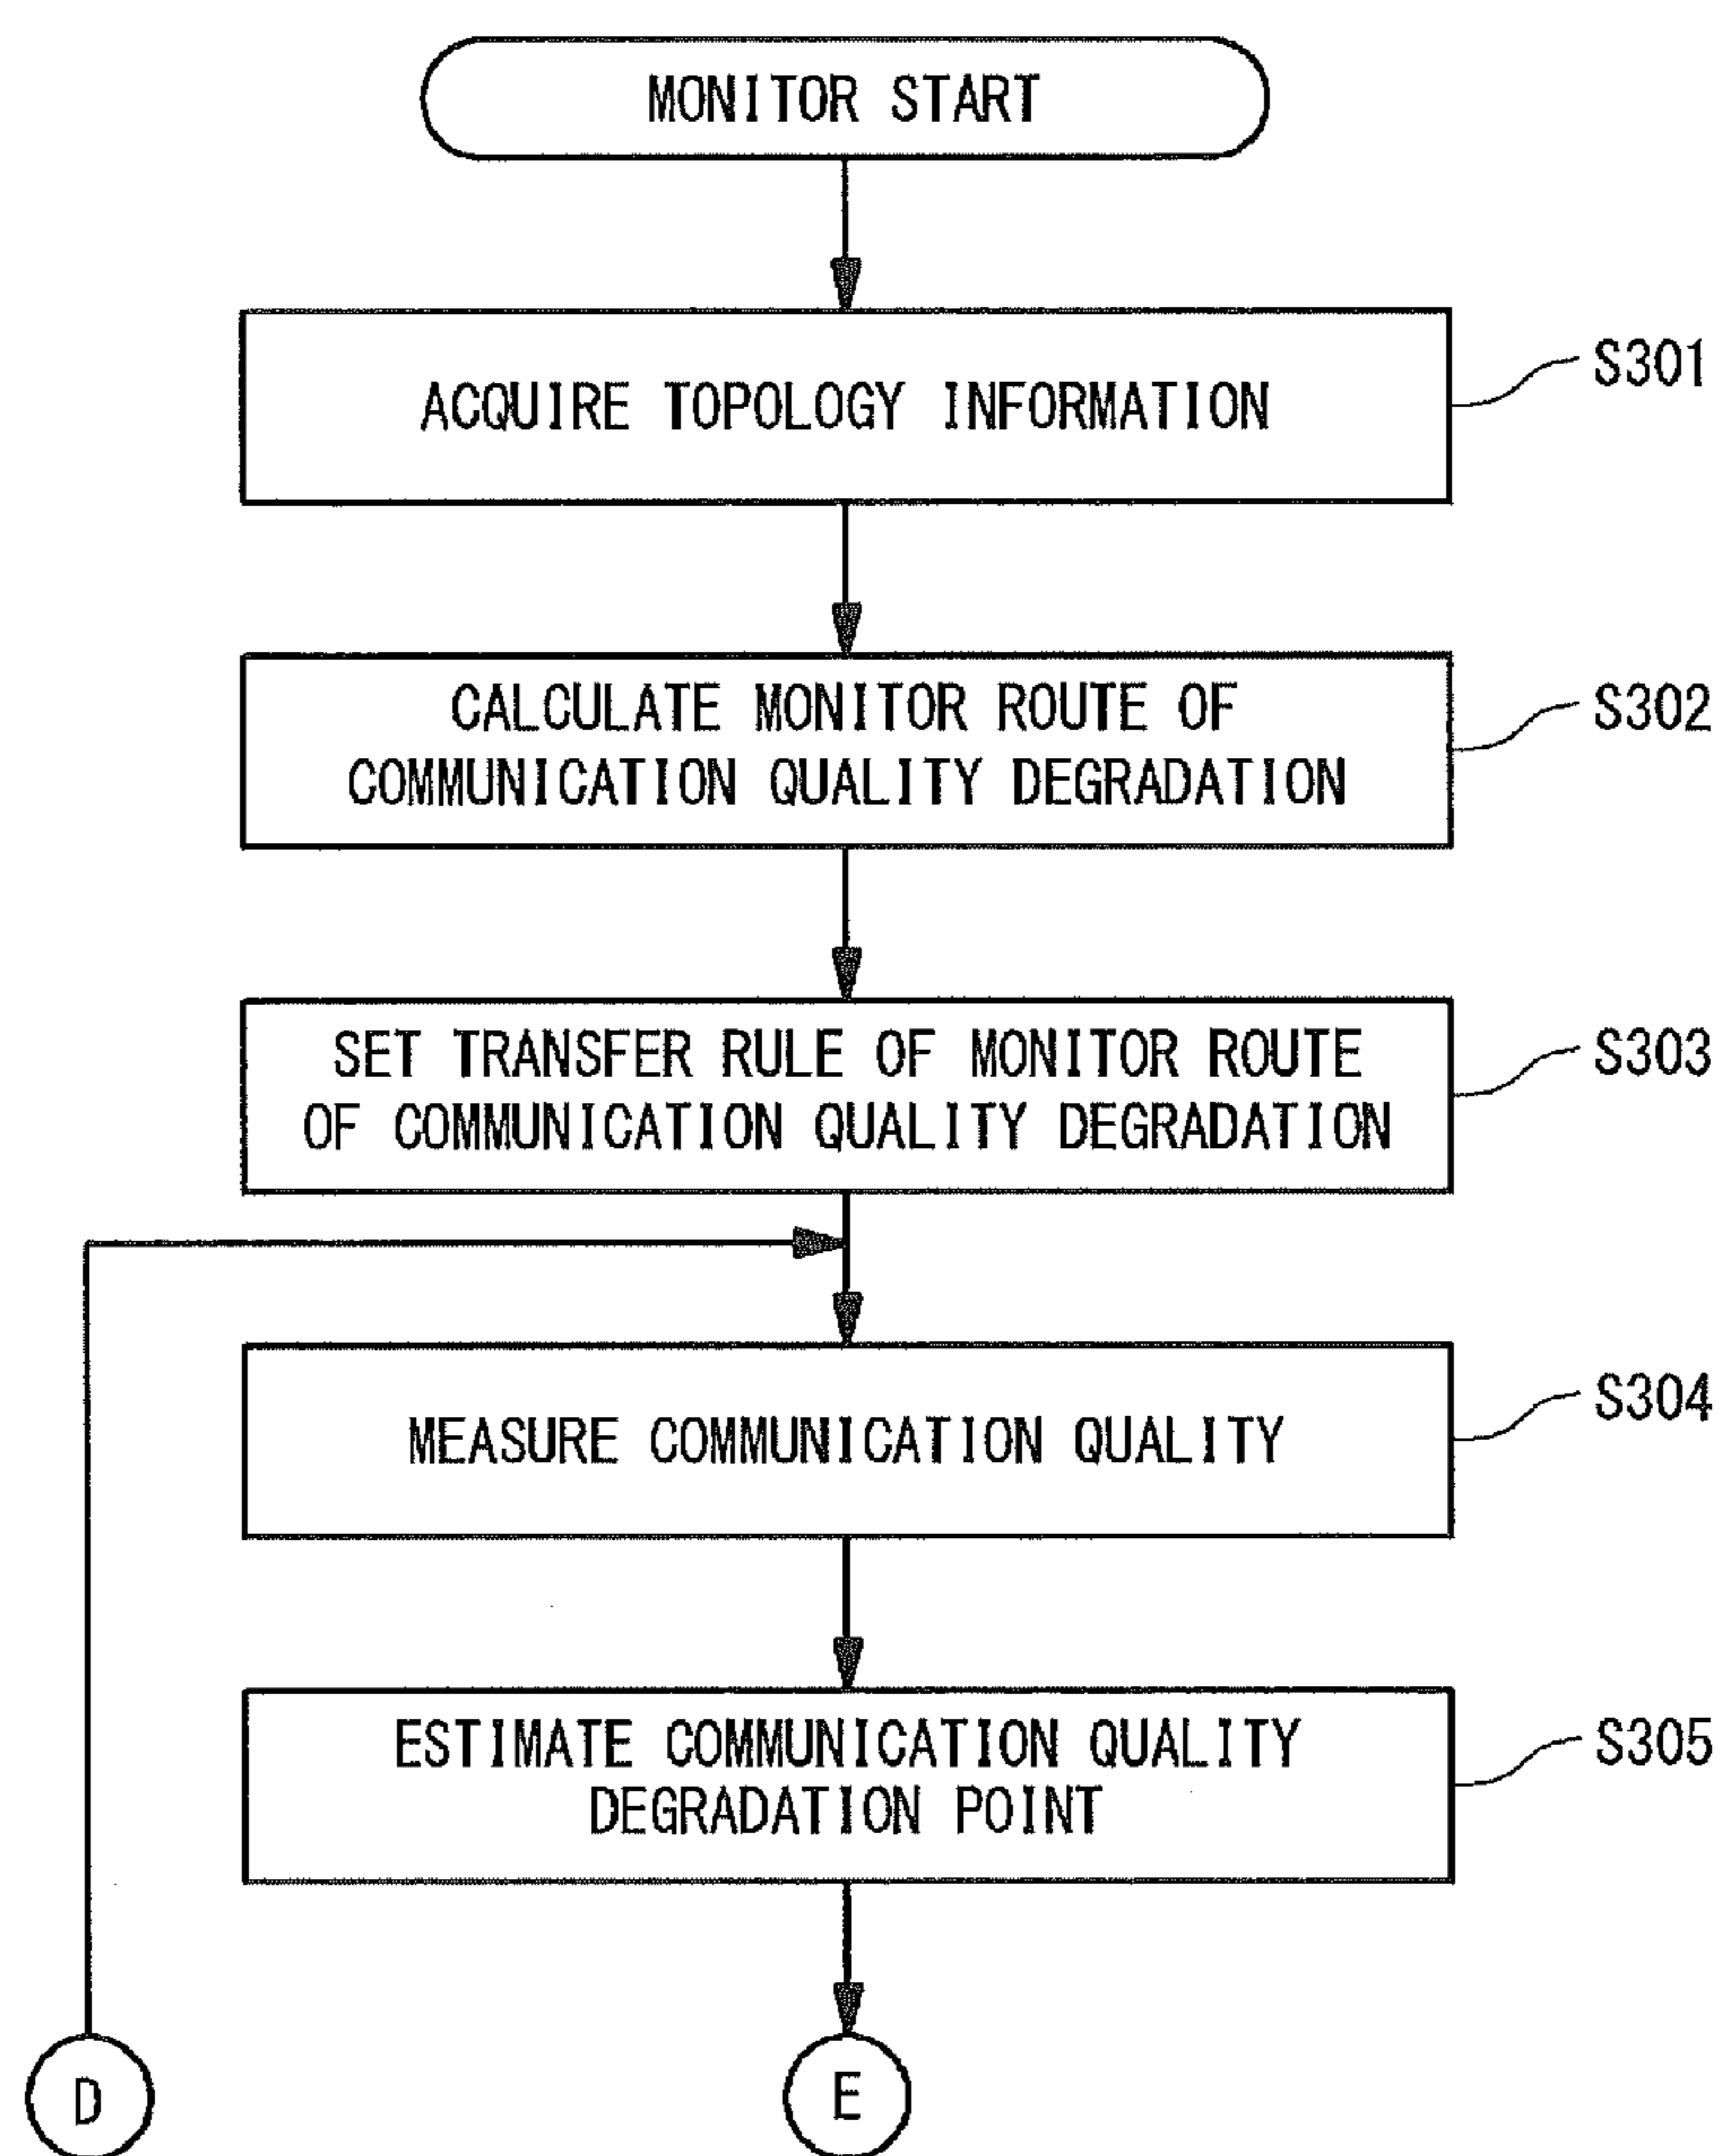 MONITOR START
ACQUIRE TOPOLOGY INFORMATION
S301
CALCULATE MONITOR ROUTE OF
COMMUNICATION QUALITY DEGRADATION
S302
SET TRANSFER RULE OF MONITOR ROUTE
OF COMMUNICATION QUALITY DEGRADATION
S303
MEASURE COMMUNICATION QUALITY
S304
ESTIMATE COMMUNICATION QUALITY
DEGRADATION POINT
S305
D
E